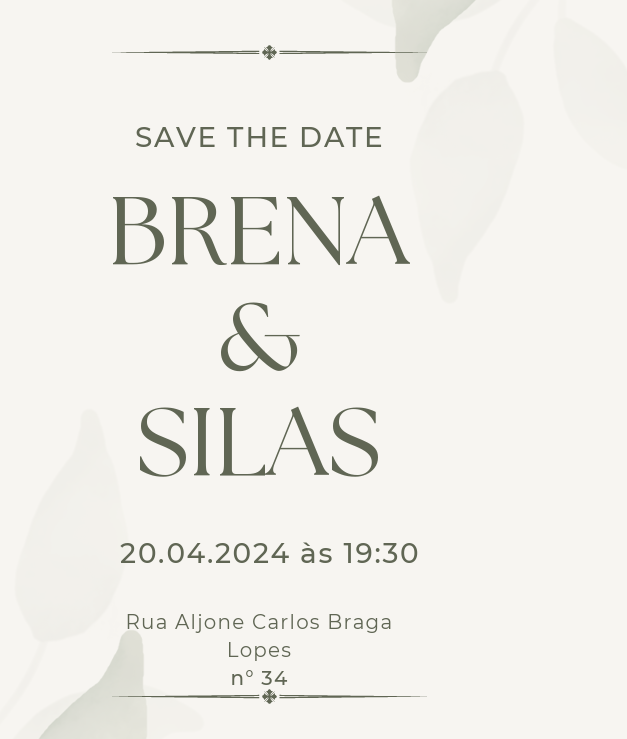 SAVE THE DATE
BRENA
&
SILAS
20.04.2024 às 19:30
Rua Aljone Carlos Braga
Lopes
nº 34